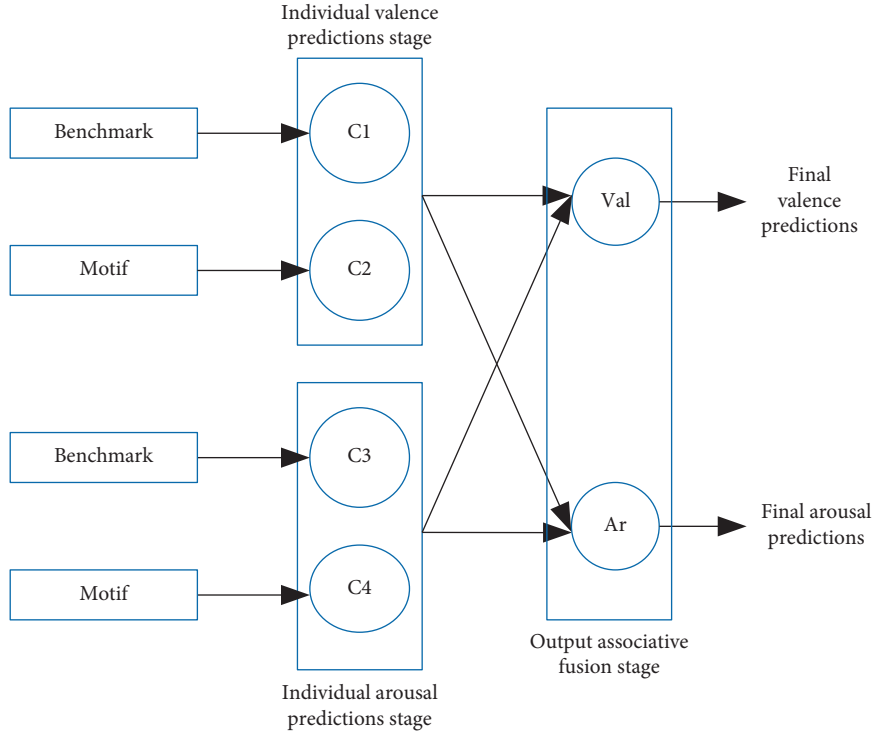 Individual valence
predictions stage
Benchmark
C1
Motif
C2
Val
Final
valence
predictions
Benchmark
C3
Motif
C4
Ar
Final arousal
predictions
Individual arousal
predictions stage
Output associative
fusion stage